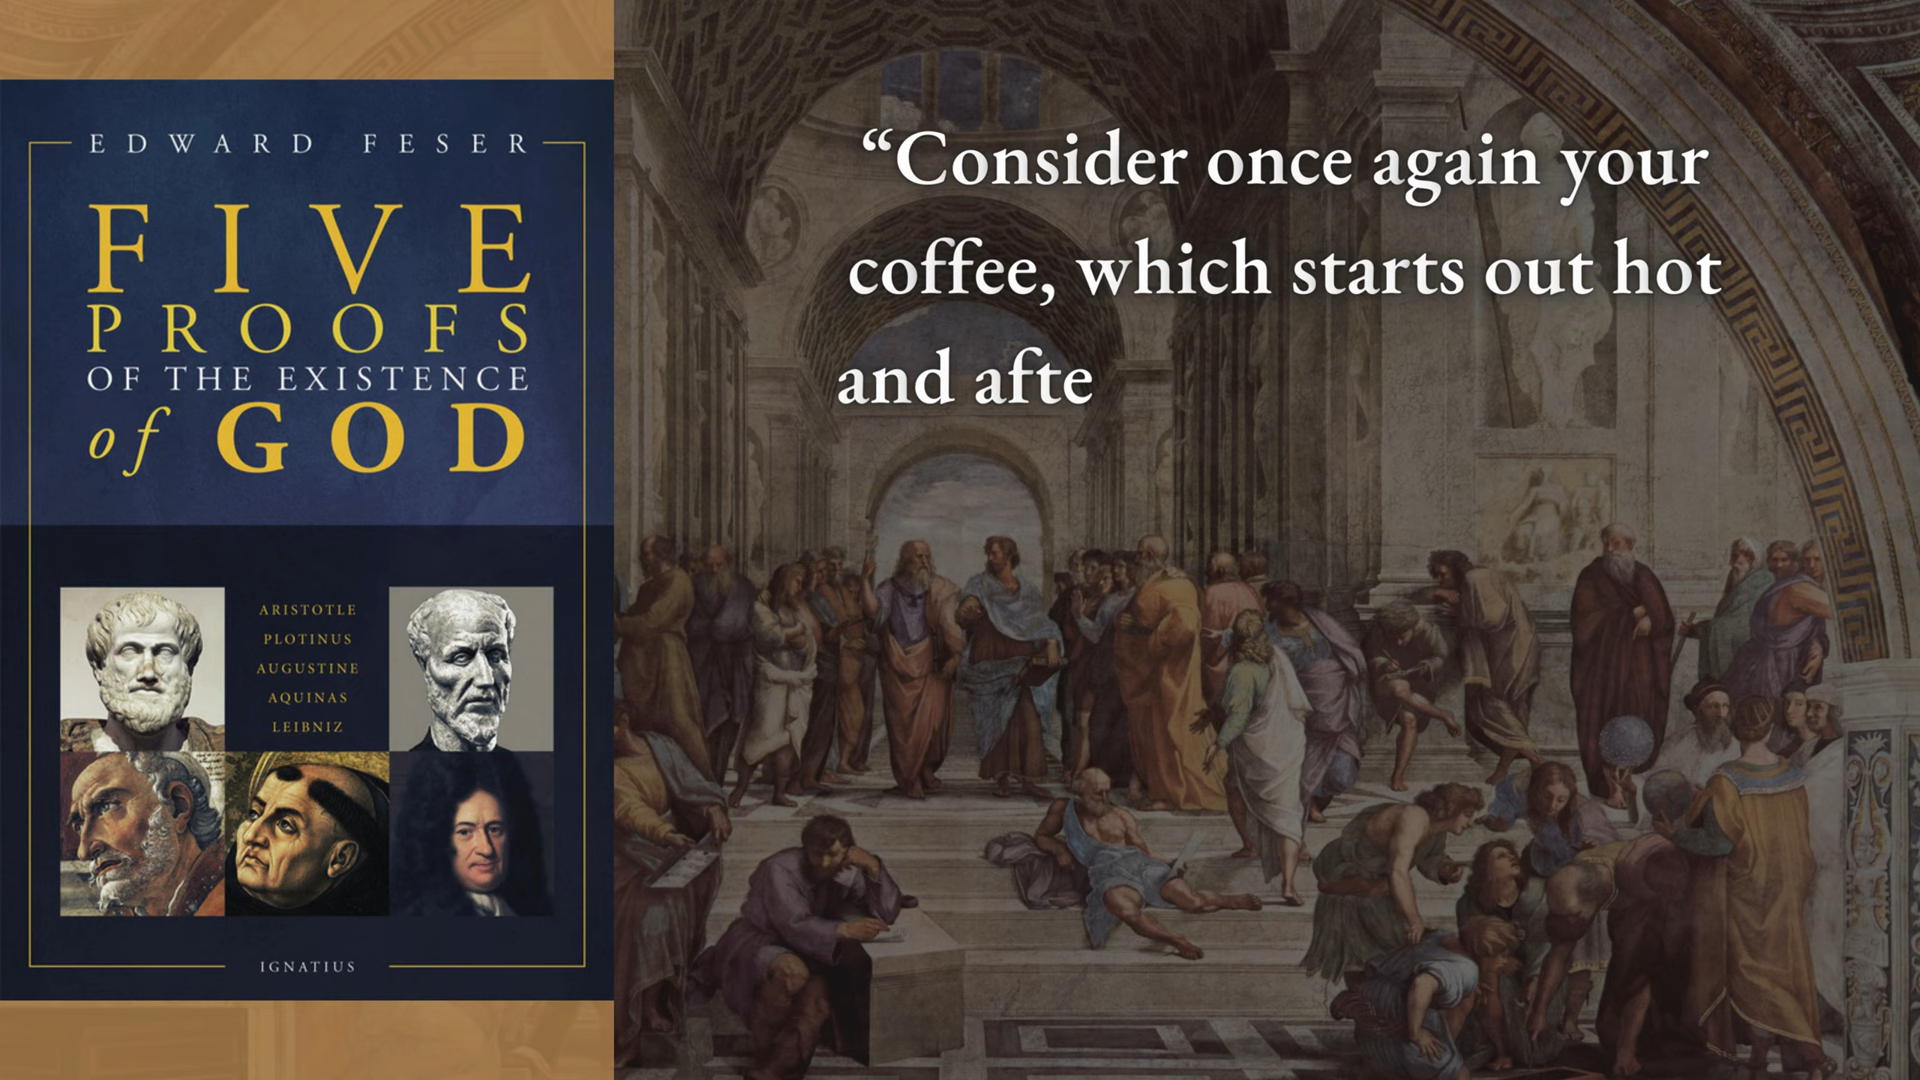 EDWARD FESER
FIVE
PROOFS
OF THE EXISTENCE
of GOD
ARISTOTLE
PLOTINUS
AUGUSTINE
AQUINAS
LEIBNIZ
IGNATIUS
“Consider once again your
coffee, which starts out hot
and afte